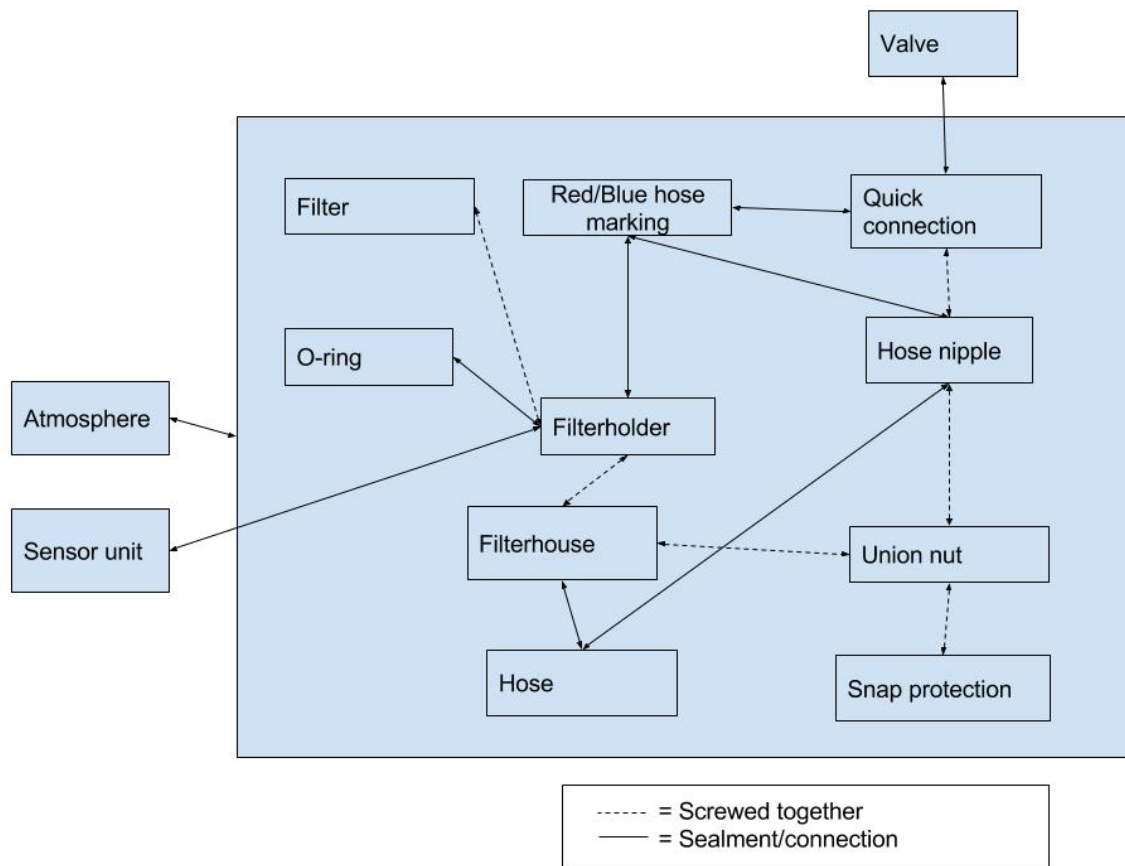 Valve
Filter
Red/Blue hose
marking
Quick
connection
O-ring
Hose nipple
Atmosphere
Filterholder
Sensor unit
Filterhouse
Union nut
Hose
Snap protection
= Screwed together
= Sealment/connection